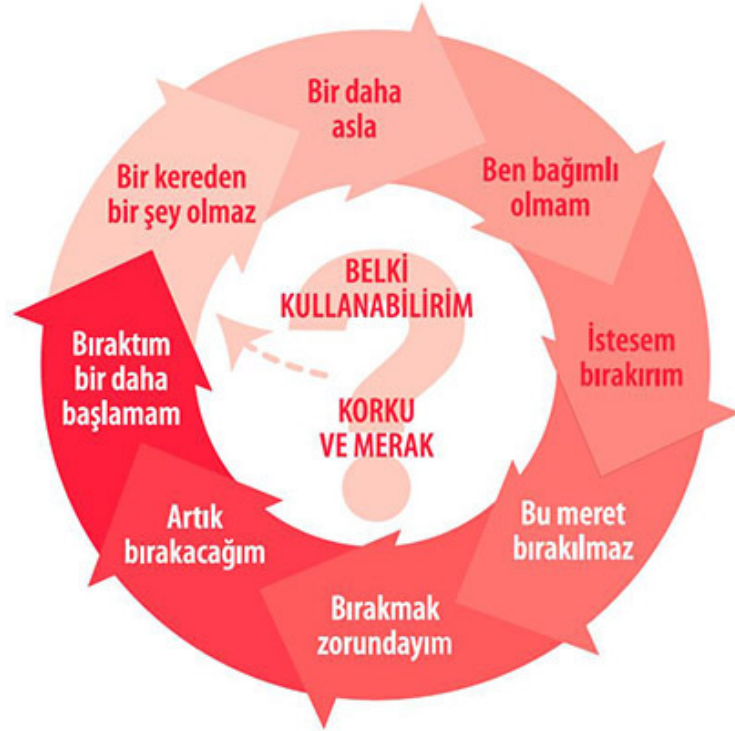 Bir daha
asla
Ben bağımlı
olmam
İstesem
bırakırım
Bu meret
bırakılmaz
Bırakmak
zorundayım
Artık
bırakacağım
Bıraktım
bir daha
başlamam
Bir kereden
bir şey olmaz
BELKİ
KULLANABİLİRİM
KORKU
VE MERAK
?